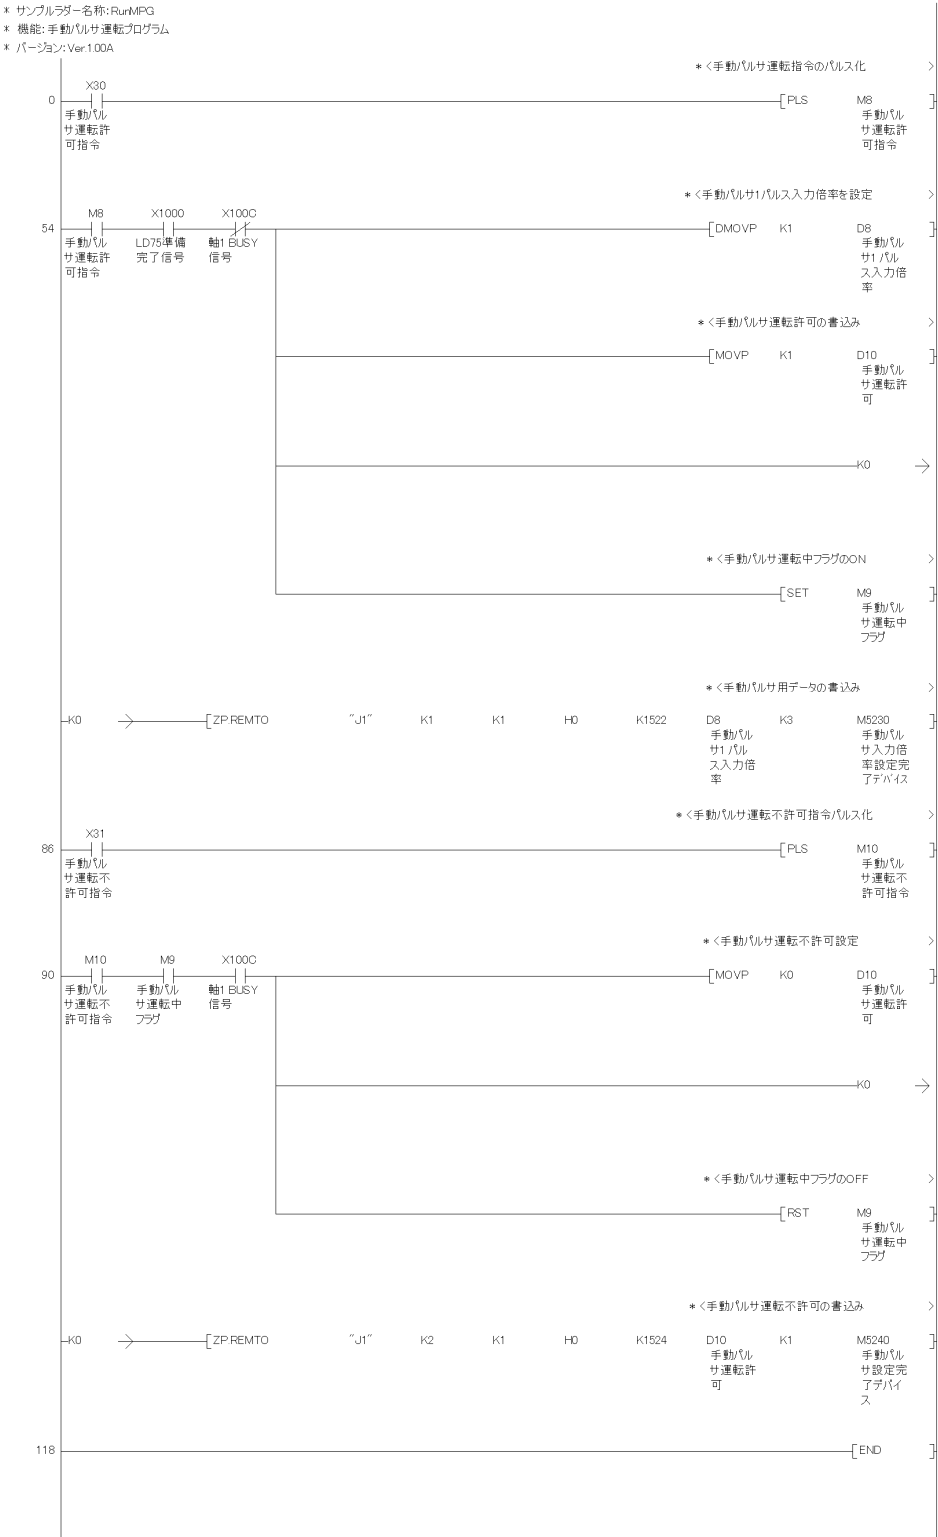 * サンプルラダー名称:RunMPG
* 機能:手動パルサ運転プログラム
* バージョン:Ver.1.00A
* <手動パルサ運転指令のパルス化 >
X30
0 [PLS M8 ]
手動パル
サ運転許
可指令
手動パル
サ運転許
可指令
* <手動パルサ1パルス入力倍率を設定 >
M8 X1000 X100C
54 [DMOVP K1 D8 ]
手動パル
サ運転許
可指令
LD75準備
完了信号
軸1 BUSY
信号
手動パル
サ1パル
ス入力倍
率
* <手動パルサ運転許可の書込み >
[MOVP K1 D10 ]
手動パル
サ運転許
可
K0
* <手動パルサ運転中フラグのON >
[SET M9 ]
手動パル
サ運転中
フラグ
* <手動パルサ用データの書込み >
K0 [ZP.REMTO "J1" K1 K1 H0 K1522 D8 K3 M5230 ]
手動パル
サ1パル
ス入力倍
率
手動パル
サ入力倍
率設定完
了デバイス
* <手動パルサ運転不許可指令パルス化 >
X31
86 [PLS M10 ]
手動パル
サ運転不
許可指令
手動パル
サ運転不
許可指令
* <手動パルサ運転不許可設定 >
M10 M9 X100C
90 [MOVP K0 D10 ]
手動パル
サ運転不
許可指令
手動パル
サ運転中
フラグ
軸1 BUSY
信号
手動パル
サ運転許
可
K0
* <手動パルサ運転中フラグのOFF >
[RST M9 ]
手動パル
サ運転中
フラグ
* <手動パルサ運転不許可の書込み >
K0 [ZP.REMTO "J1" K2 K1 H0 K1524 D10 K1 M5240 ]
手動パル
サ運転許
可
手動パル
サ設定完
了デバイ
ス
118 [END ]